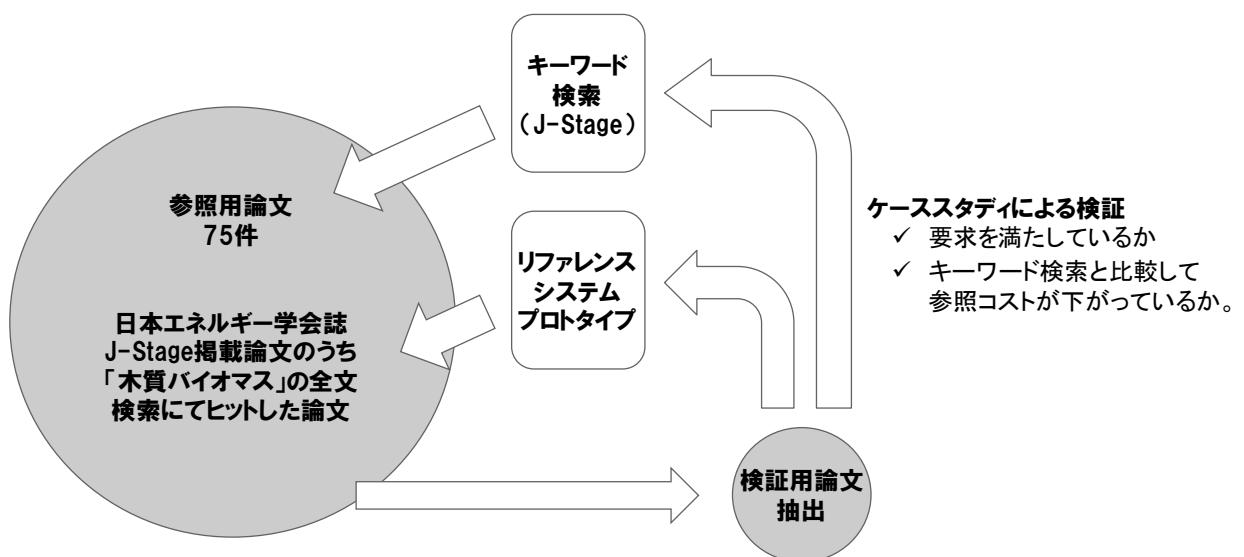 キーワード
検索
（J-Stage）
参照用論文
75件
日本エネルギー学会誌
J-Stage掲載論文のうち
「木質バイオマス」の全文
検索にてヒットした論文
リファレンス
システム
プロトタイプ
ケーススタディによる検証
✓ 要求を満たしているか
✓ キーワード検索と比較して
参照コストが下がっているか。
検証用論文
抽出